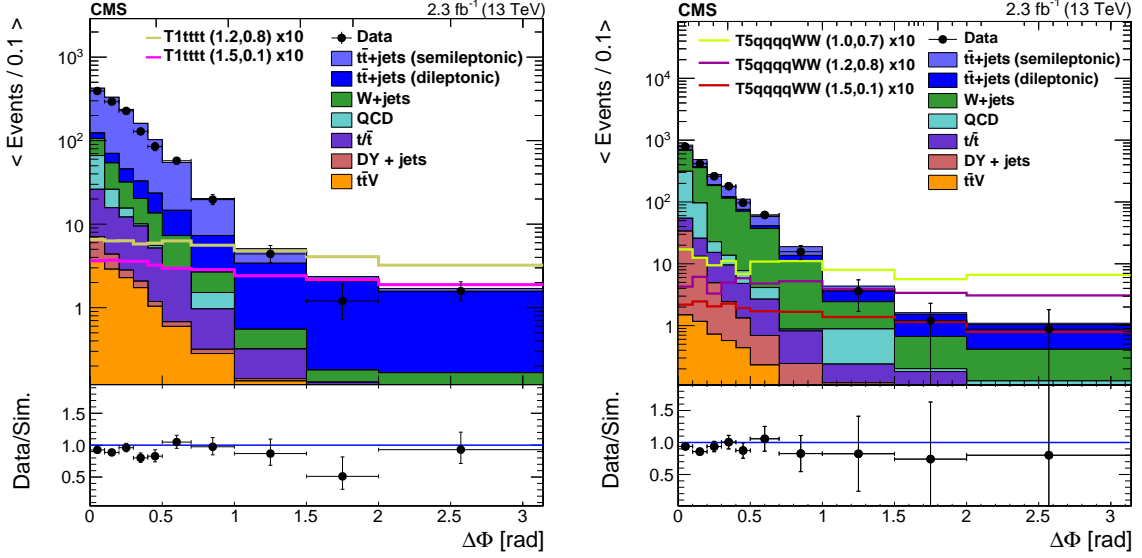 CMS 2.3 fb⁻¹ (13 TeV)
< Events / 0.1 >
10³
10²
10
1
T1tttt (1.2,0.8) x10
T1tttt (1.5,0.1) x10
Data
tt̄+jets (semileptonic)
tt̄+jets (dileptonic)
W+jets
QCD
t/t̄
DY + jets
tt̄V
Data/Sim.
1.5
1.0
0.5
0 0.5 1 1.5 2 2.5 3
ΔΦ [rad]
CMS 2.3 fb⁻¹ (13 TeV)
< Events / 0.1 >
10⁴
10³
10²
10
1
T5qqqqWW (1.0,0.7) x10
T5qqqqWW (1.2,0.8) x10
T5qqqqWW (1.5,0.1) x10
Data
tt̄+jets (semileptonic)
tt̄+jets (dileptonic)
W+jets
QCD
t/t̄
DY + jets
tt̄V
Data/Sim.
1.5
1.0
0.5
0 0.5 1 1.5 2 2.5 3
ΔΦ [rad]